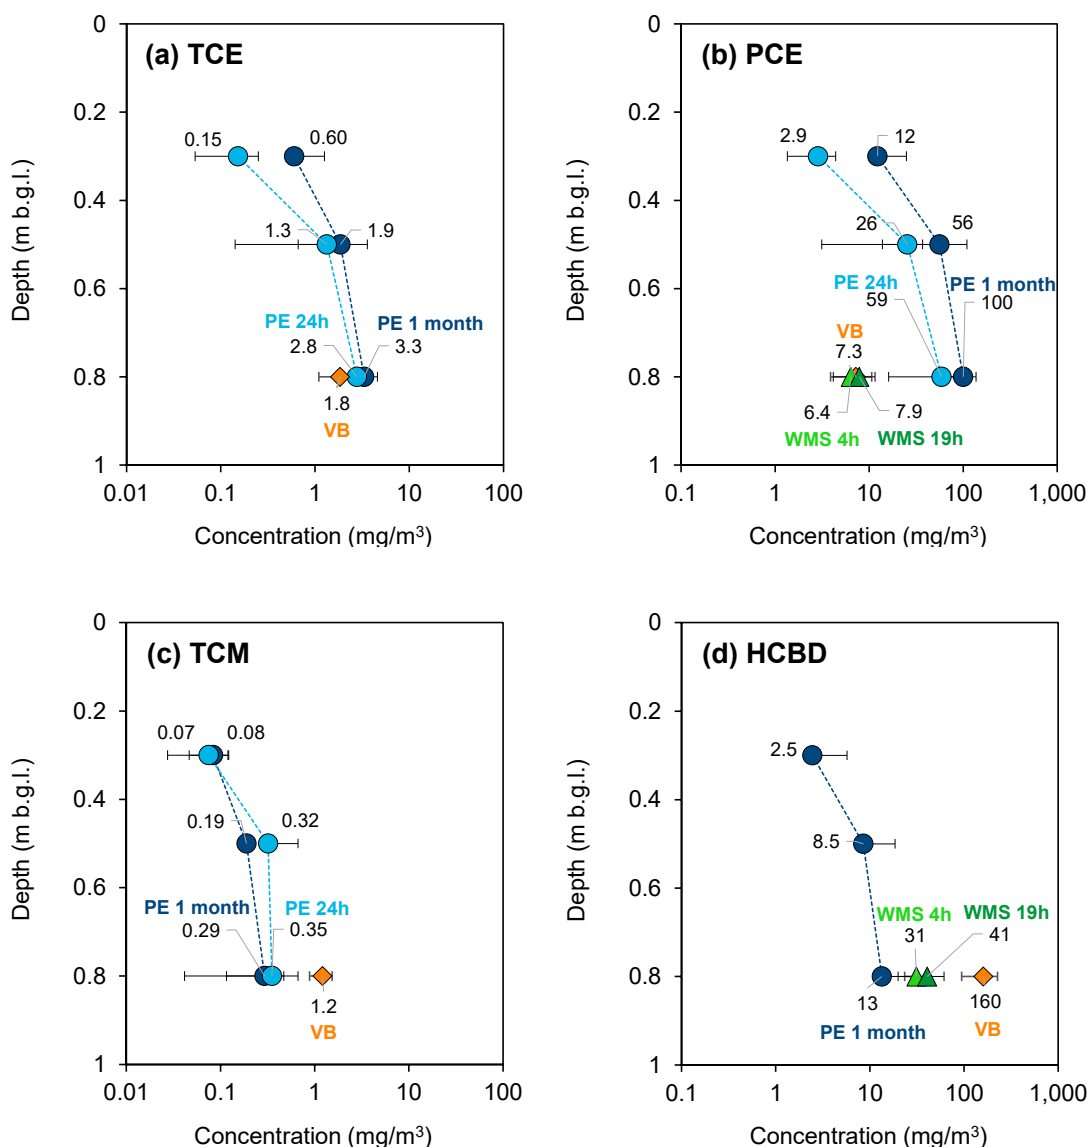 (a) TCE
0
0.2
0.4
0.6
0.8
1
Depth (m b.g.l.)
0.15
0.60
1.3
1.9
PE 24h
PE 1 month
2.8
3.3
1.8
VB
0.01
0.1
1
10
100
Concentration (mg/m³)
(b) PCE
0
0.2
0.4
0.6
0.8
1
Depth (m b.g.l.)
2.9
12
26
56
PE 24h
PE 1 month
59
100
VB
7.3
6.4
7.9
WMS 4h
WMS 19h
0.1
1
10
100
1,000
Concentration (mg/m³)
(c) TCM
0
0.2
0.4
0.6
0.8
1
Depth (m b.g.l.)
0.07
0.08
0.19
0.32
PE 1 month
PE 24h
0.29
0.35
1.2
VB
0.01
0.1
1
10
100
Concentration (mg/m³)
(d) HCBD
0
0.2
0.4
0.6
0.8
1
Depth (m b.g.l.)
2.5
8.5
WMS 4h
WMS 19h
31
41
13
160
PE 1 month
VB
0.1
1
10
100
1,000
Concentration (mg/m³)